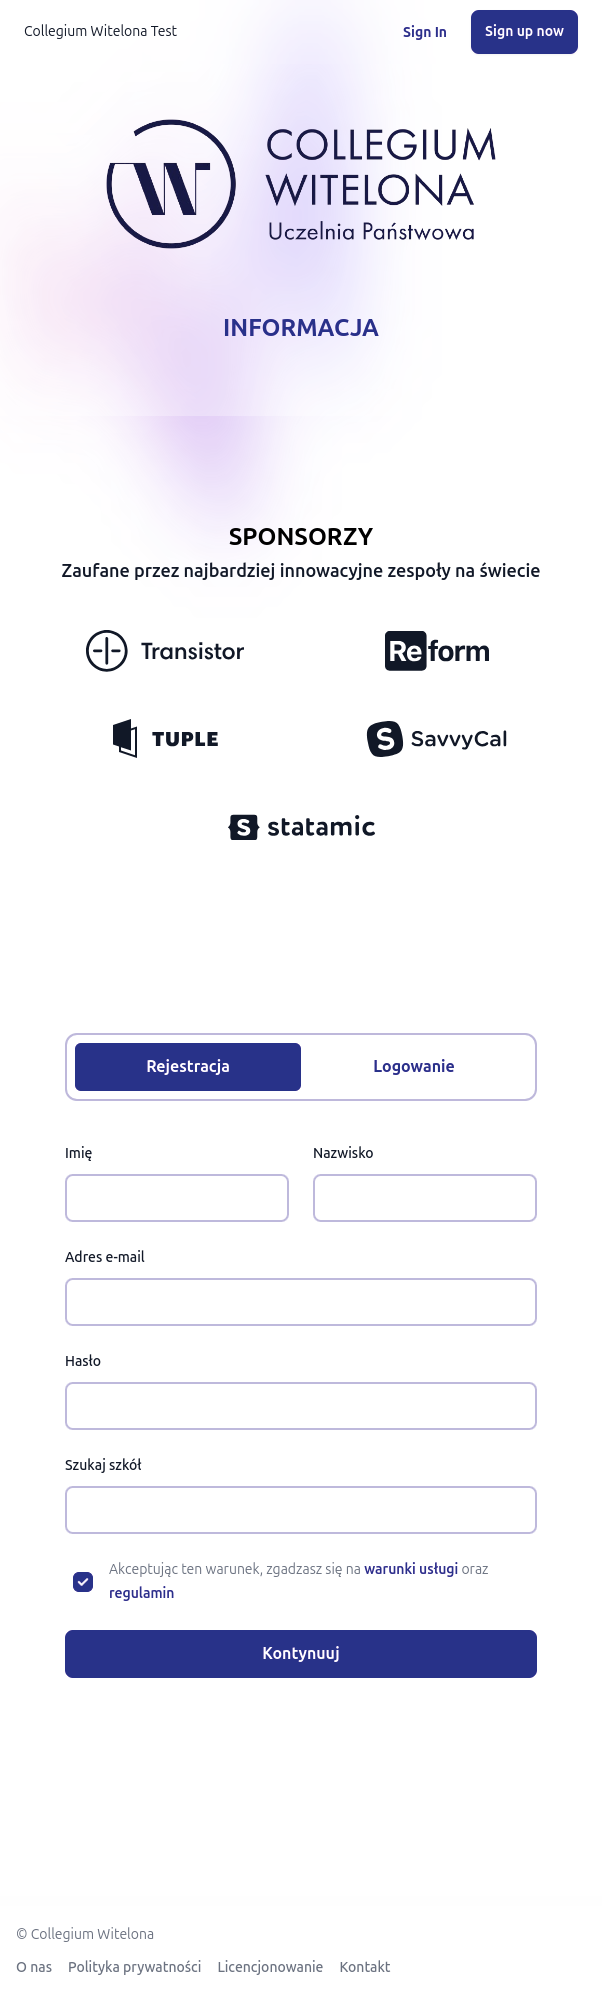 Collegium Witelona Test
Sign In
Sign up now
W
COLLEGIUM
WITELONA
Uczelnia Państwowa
INFORMACJA
SPONSORZY
Zaufane przez najbardziej innowacyjne zespoły na świecie
Transistor
Reform
TUPLE
S SavvyCal
S statamic
Rejestracja
Logowanie
Imię
Nazwisko
Adres e-mail
Hasło
Szukaj szkół
Akceptując ten warunek, zgadzasz się na warunki usługi oraz
regulamin
Kontynuuj
© Collegium Witelona
O nas
Polityka prywatności
Licencjonowanie
Kontakt